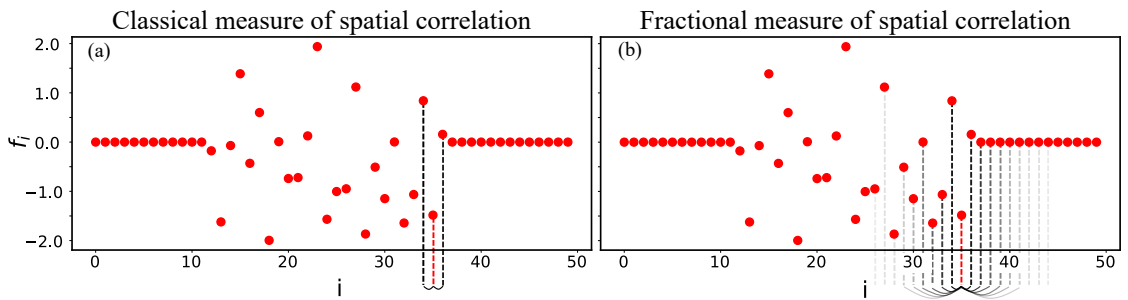 Classical measure of spatial correlation
Fractional measure of spatial correlation
(a)
(b)
f_i
2.0
1.0
0.0
−1.0
−2.0
0 10 20 30 40 50
0 10 20 30 40 50
i
i